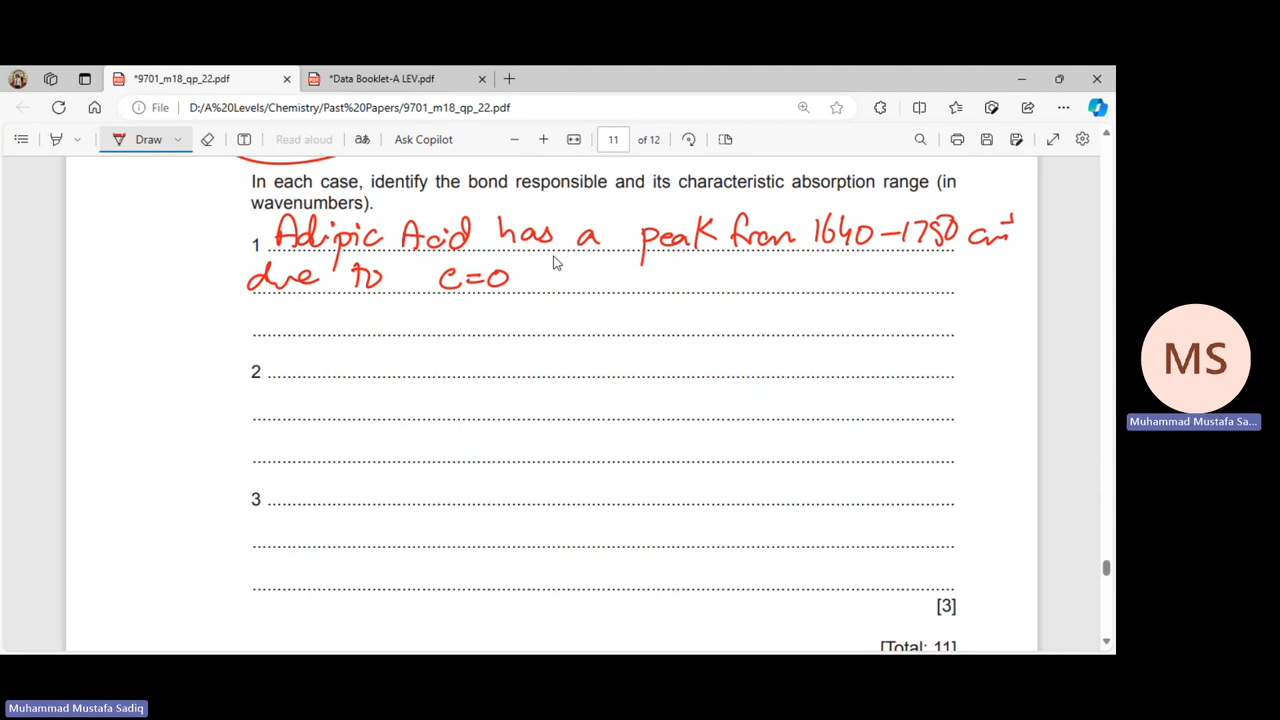 *9701_m18_qp_22.pdf
*Data Booklet-A LEV.pdf
File D:/A%20Levels/Chemistry/Past%20Papers/9701_m18_qp_22.pdf
Draw Read aloud aあ Ask Copilot 11 of 12
In each case, identify the bond responsible and its characteristic absorption range (in
wavenumbers).
1 Adipic Acid has a peak from 1640-1750 cm⁻¹
due to C=O
2
3
[3]
[Total: 11]
MS
Muhammad Mustafa Sa...
Muhammad Mustafa Sadiq